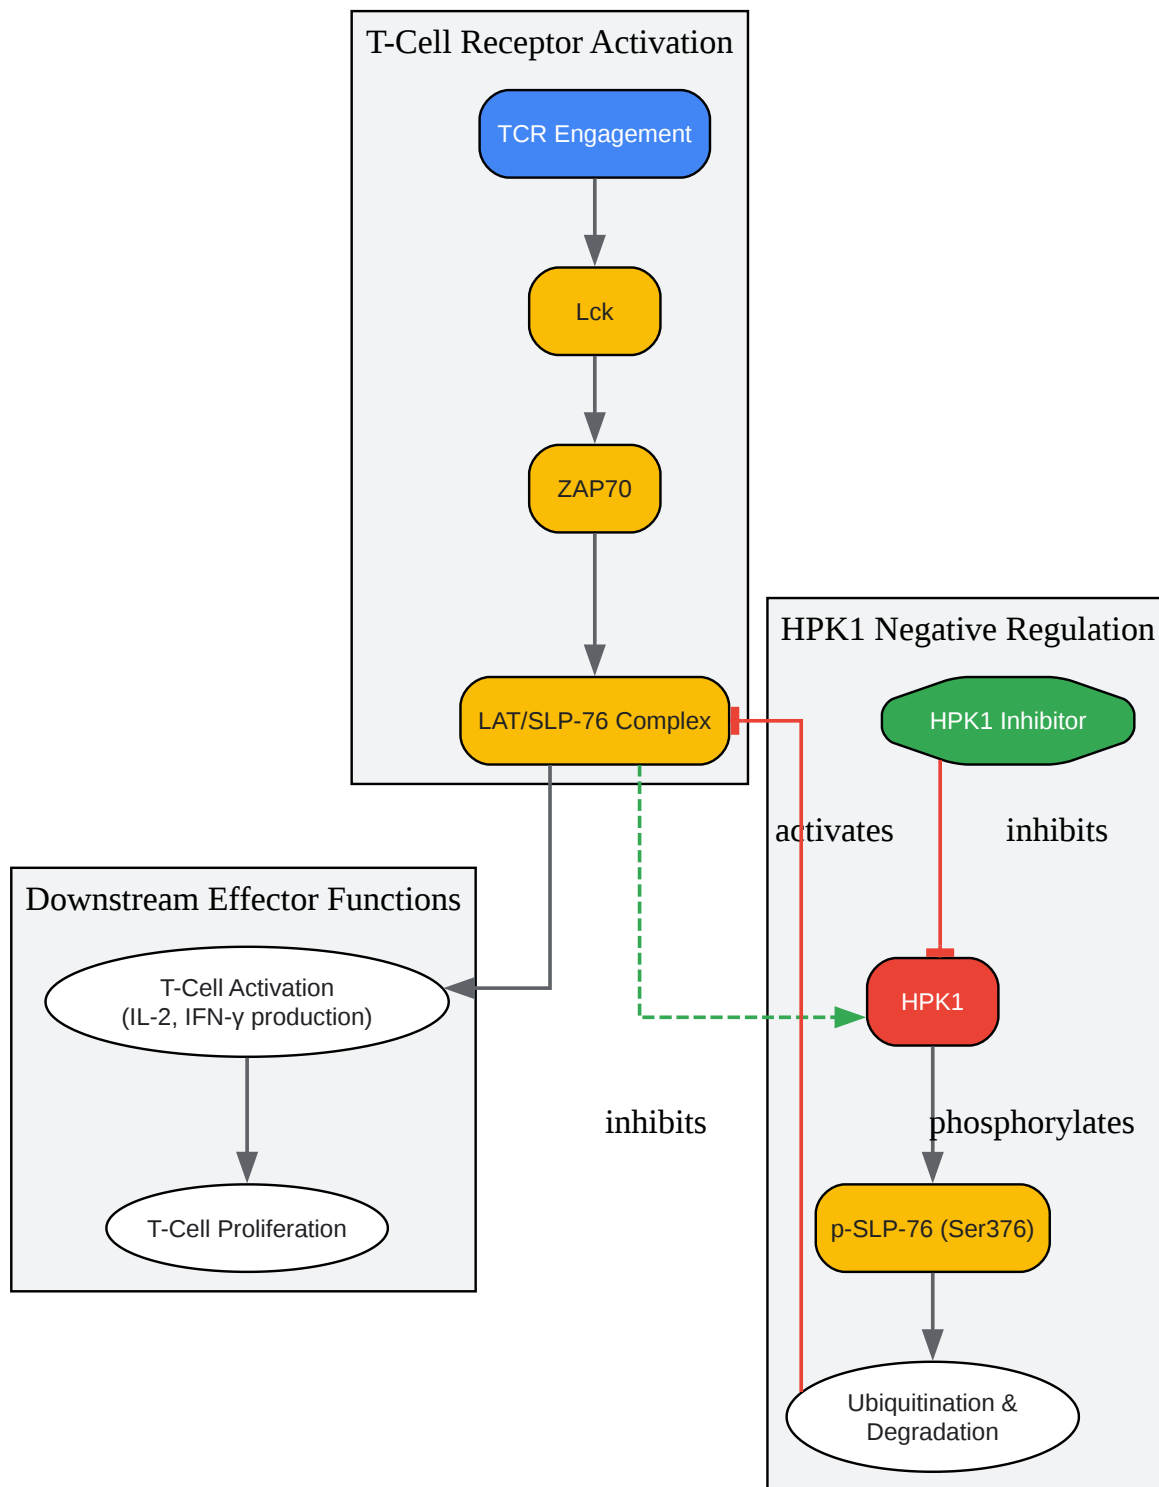 T-Cell Receptor Activation
TCR Engagement
Lck
ZAP70
LAT/SLP-76 Complex
HPK1 Negative Regulation
HPK1 Inhibitor
activates
inhibits
HPK1
phosphorylates
p-SLP-76 (Ser376)
Ubiquitination &
Degradation
inhibits
Downstream Effector Functions
T-Cell Activation
(IL-2, IFN-γ production)
T-Cell Proliferation